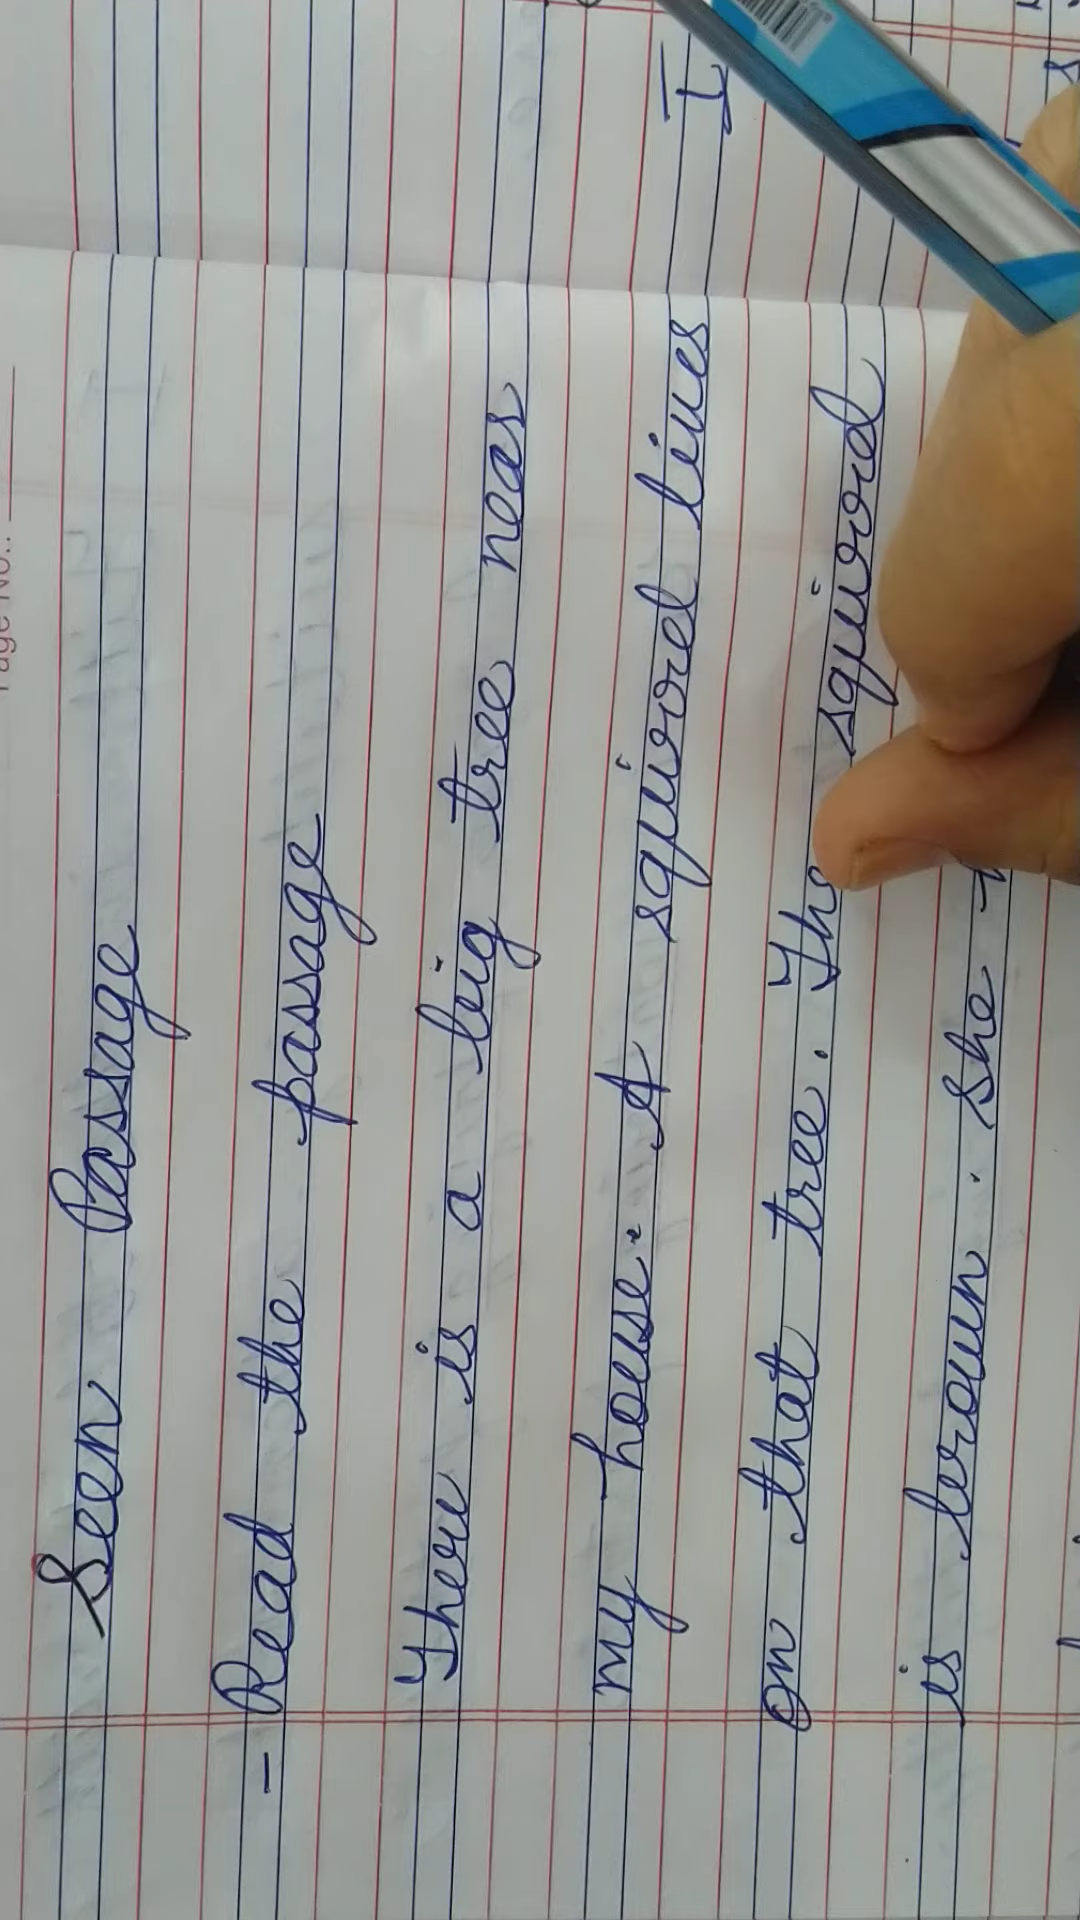 Seen Passage
- Read the passage
There is a big tree near
my house. A squirrel lives
on that tree. The squirrel
is brown. She